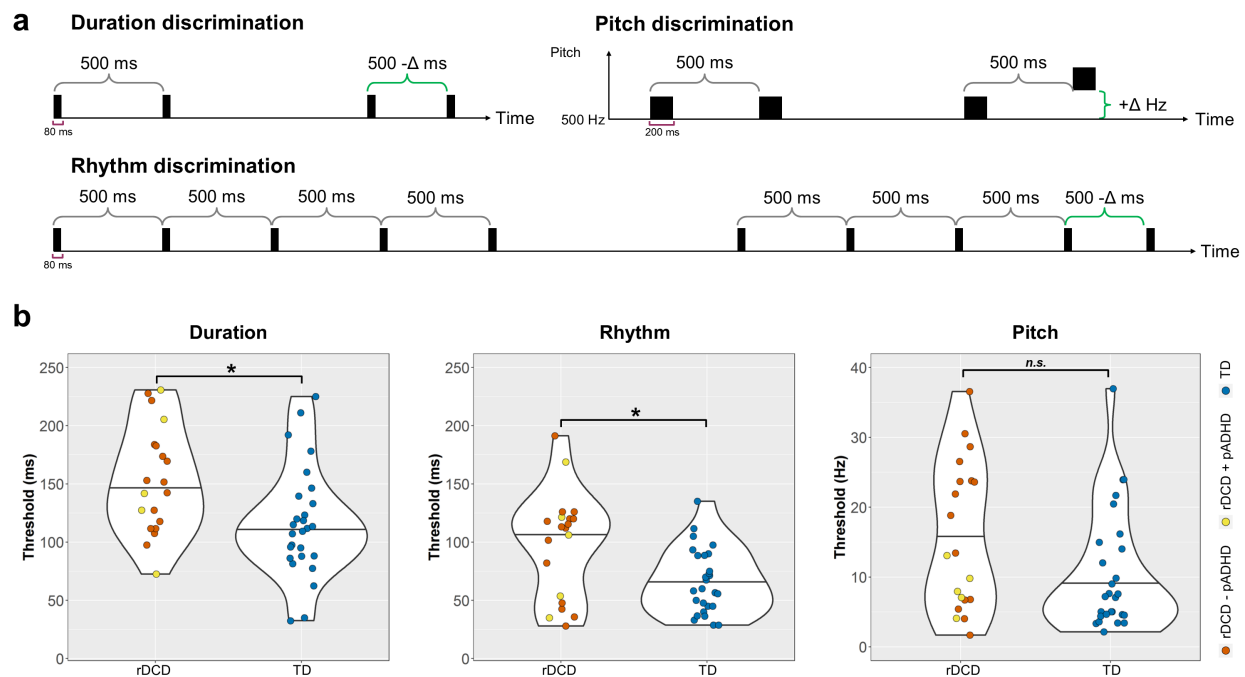 a
Duration discrimination
500 ms
500 -Δ ms
80 ms
Time
Pitch discrimination
Pitch
500 ms
500 ms
+Δ Hz
500 Hz
200 ms
Time
Rhythm discrimination
500 ms 500 ms 500 ms 500 ms
500 ms 500 ms 500 ms 500 -Δ ms
80 ms
Time
b
Duration
Threshold (ms)
250
200
150
100
50
0
*
rDCD TD
Rhythm
Threshold (ms)
250
200
150
100
50
0
*
rDCD TD
Pitch
Threshold (Hz)
40
30
20
10
0
n.s.
rDCD TD
rDCD - pADHD
rDCD + pADHD
TD